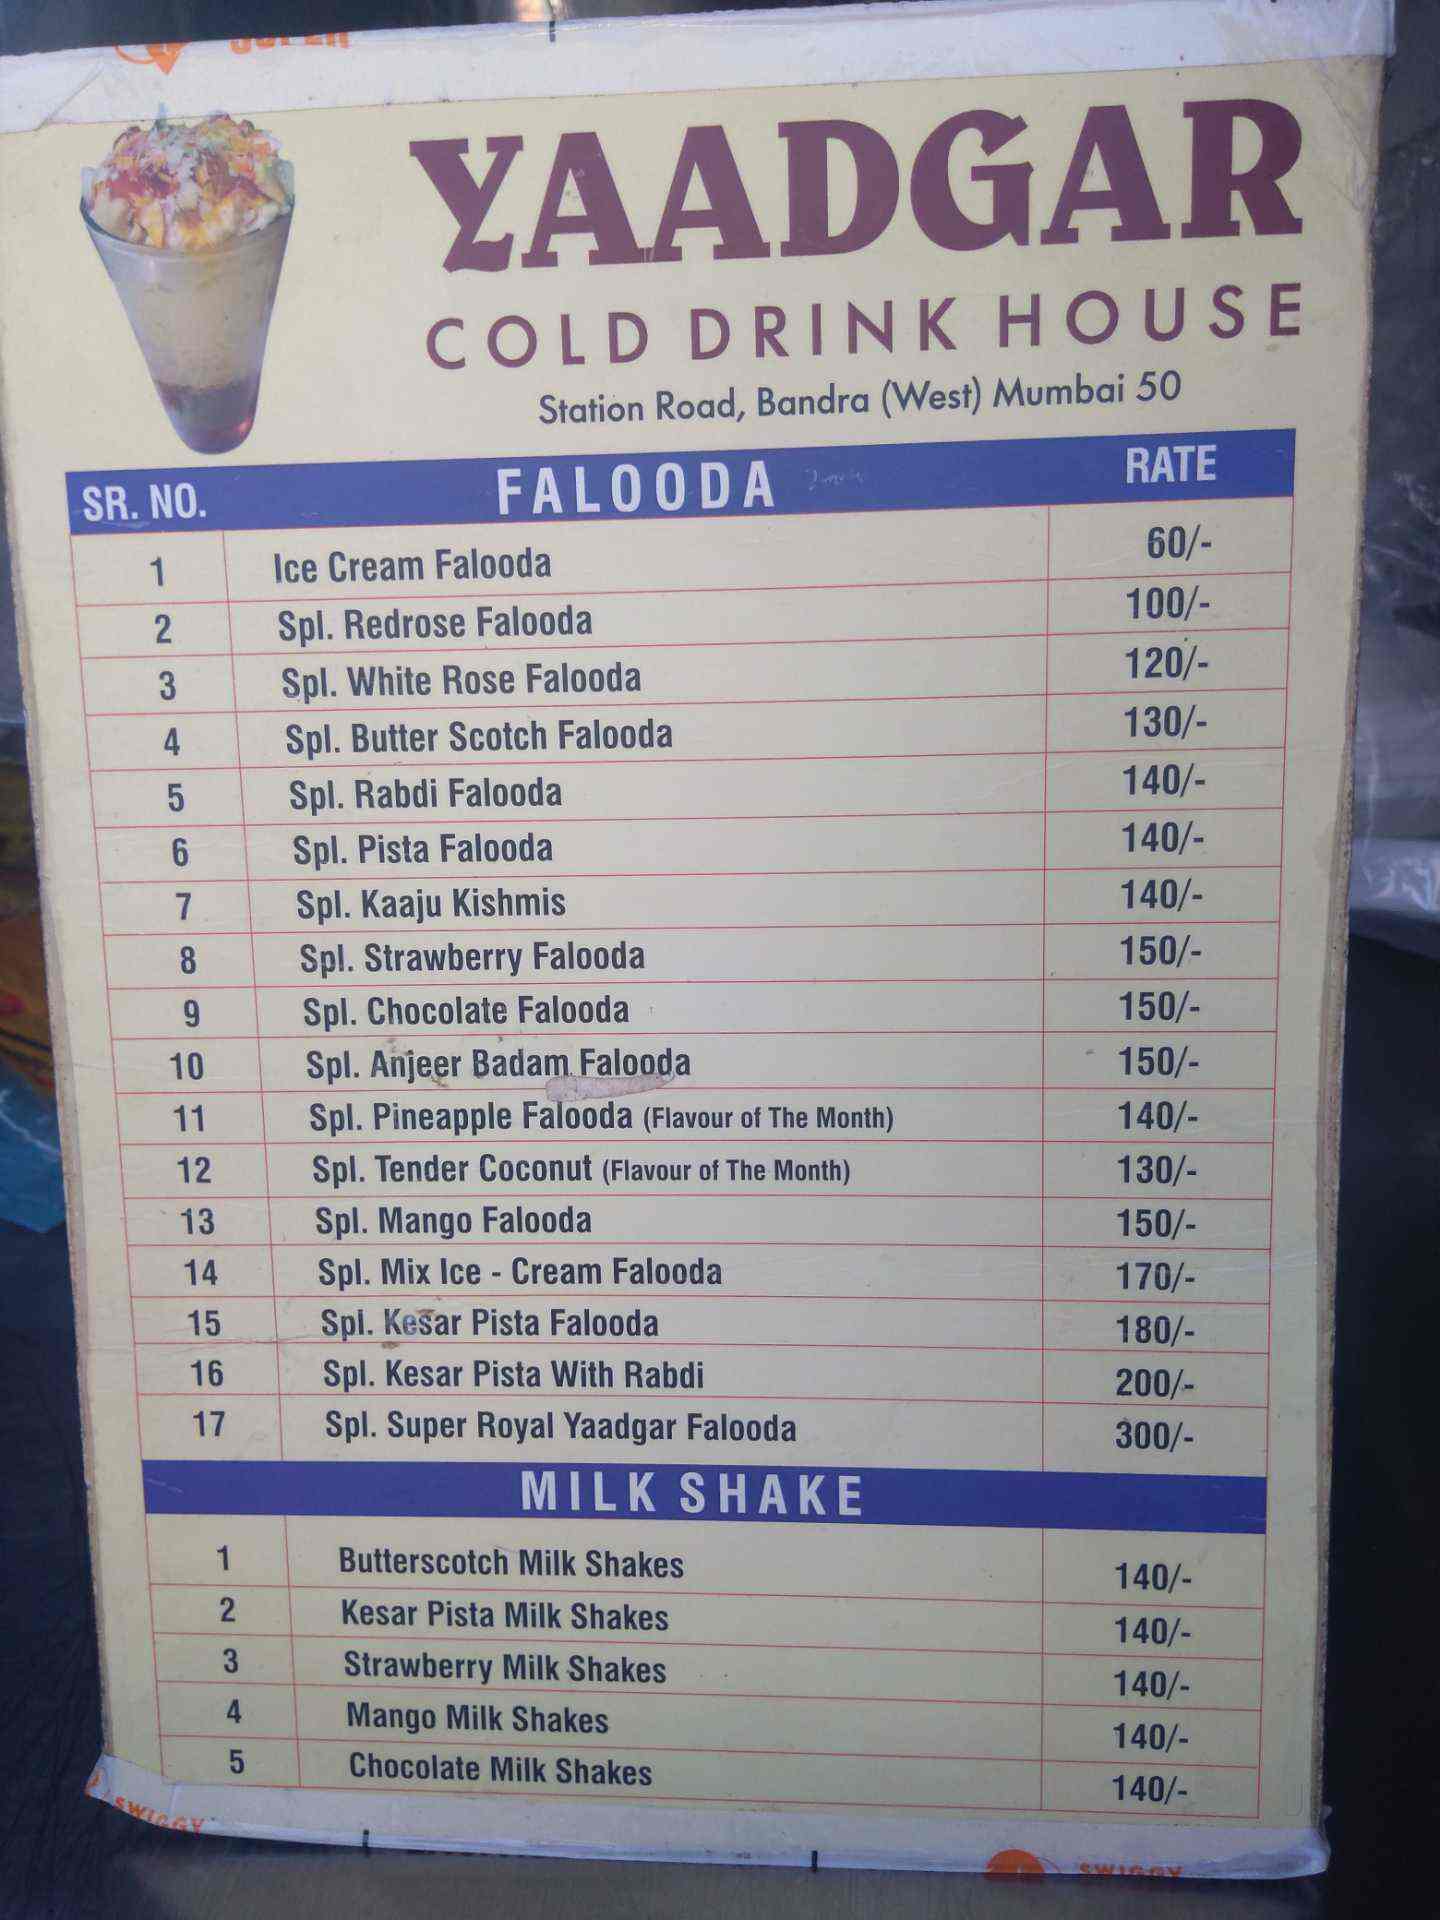 YAADGAR
COLD DRINK HOUSE
Station Road, Bandra (West) Mumbai 50
SR. NO. FALOODA RATE
1 Ice Cream Falooda 60/-
2 Spl. Redrose Falooda 100/-
3 Spl. White Rose Falooda 120/-
4 Spl. Butter Scotch Falooda 130/-
5 Spl. Rabdi Falooda 140/-
6 Spl. Pista Falooda 140/-
7 Spl. Kaaju Kishmis 140/-
8 Spl. Strawberry Falooda 150/-
9 Spl. Chocolate Falooda 150/-
10 Spl. Anjeer Badam Falooda 150/-
11 Spl. Pineapple Falooda (Flavour of The Month) 140/-
12 Spl. Tender Coconut (Flavour of The Month) 130/-
13 Spl. Mango Falooda 150/-
14 Spl. Mix Ice - Cream Falooda 170/-
15 Spl. Kesar Pista Falooda 180/-
16 Spl. Kesar Pista With Rabdi 200/-
17 Spl. Super Royal Yaadgar Falooda 300/-
MILK SHAKE
1 Butterscotch Milk Shakes 140/-
2 Kesar Pista Milk Shakes 140/-
3 Strawberry Milk Shakes 140/-
4 Mango Milk Shakes 140/-
5 Chocolate Milk Shakes 140/-
SWIGGY
SWIGGY